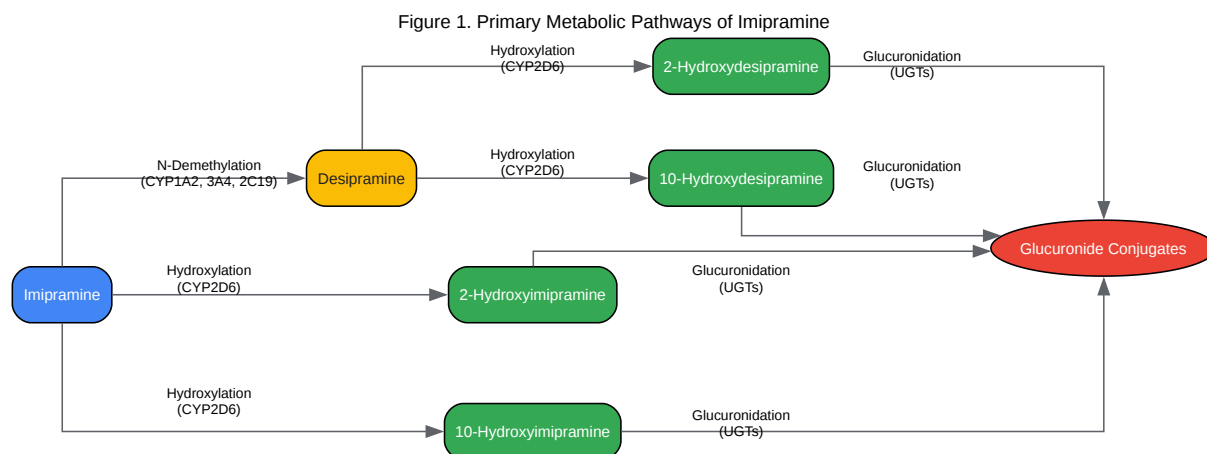 Figure 1. Primary Metabolic Pathways of Imipramine
Hydroxylation
(CYP2D6)
2-Hydroxydesipramine
Glucuronidation
(UGTs)
N-Demethylation
(CYP1A2, 3A4, 2C19)
Desipramine
Hydroxylation
(CYP2D6)
10-Hydroxydesipramine
Glucuronidation
(UGTs)
Glucuronide Conjugates
Imipramine
Hydroxylation
(CYP2D6)
2-Hydroxyimipramine
Glucuronidation
(UGTs)
Hydroxylation
(CYP2D6)
10-Hydroxyimipramine
Glucuronidation
(UGTs)